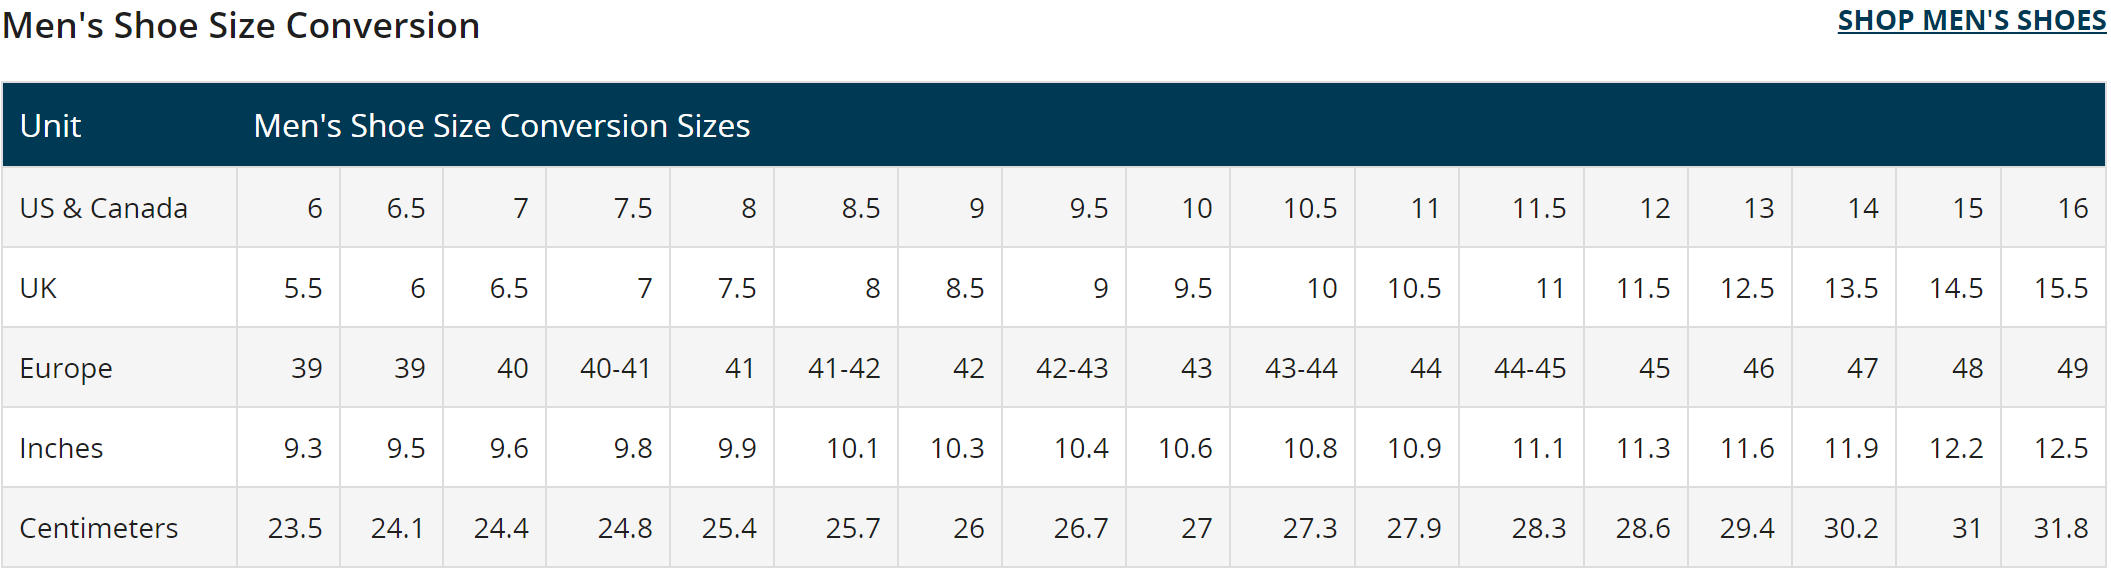 Men's Shoe Size Conversion
SHOP MEN'S SHOES
Unit Men's Shoe Size Conversion Sizes
US & Canada 6 6.5 7 7.5 8 8.5 9 9.5 10 10.5 11 11.5 12 13 14 15 16
UK 5.5 6 6.5 7 7.5 8 8.5 9 9.5 10 10.5 11 11.5 12.5 13.5 14.5 15.5
Europe 39 39 40 40-41 41 41-42 42 42-43 43 43-44 44 44-45 45 46 47 48 49
Inches 9.3 9.5 9.6 9.8 9.9 10.1 10.3 10.4 10.6 10.8 10.9 11.1 11.3 11.6 11.9 12.2 12.5
Centimeters 23.5 24.1 24.4 24.8 25.4 25.7 26 26.7 27 27.3 27.9 28.3 28.6 29.4 30.2 31 31.8